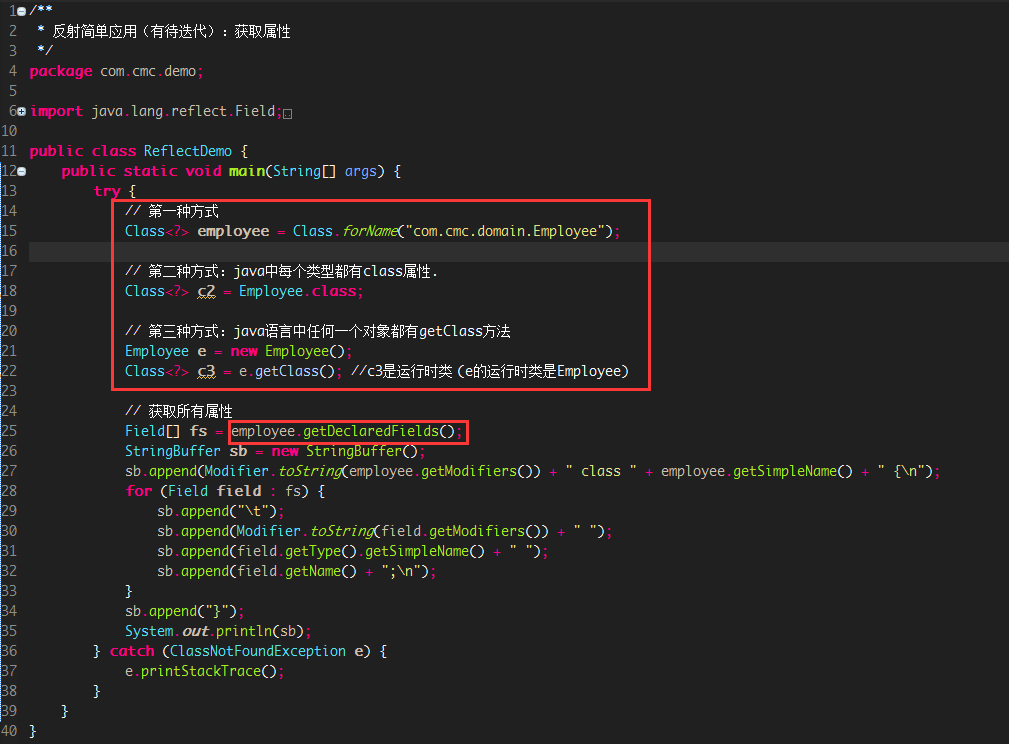 1 /**
2  * 反射简单应用（有待迭代）：获取属性
3  */
4 package com.cmc.demo;
5
6 import java.lang.reflect.Field;
10
11 public class ReflectDemo {
12     public static void main(String[] args) {
13         try {
14             // 第一种方式
15             Class<?> employee = Class.forName("com.cmc.domain.Employee");
16
17             // 第二种方式：java中每个类型都有class属性.
18             Class<?> c2 = Employee.class;
19
20             // 第三种方式：java语言中任何一个对象都有getClass方法
21             Employee e = new Employee();
22             Class<?> c3 = e.getClass(); //c3是运行时类 (e的运行时类是Employee)
23
24             // 获取所有属性
25             Field[] fs = employee.getDeclaredFields();
26             StringBuffer sb = new StringBuffer();
27             sb.append(Modifier.toString(employee.getModifiers()) + " class " + employee.getSimpleName() + " {\n");
28             for (Field field : fs) {
29                 sb.append("\t");
30                 sb.append(Modifier.toString(field.getModifiers()) + " ");
31                 sb.append(field.getType().getSimpleName() + " ");
32                 sb.append(field.getName() + ";\n");
33             }
34             sb.append("}");
35             System.out.println(sb);
36         } catch (ClassNotFoundException e) {
37             e.printStackTrace();
38         }
39     }
40 }